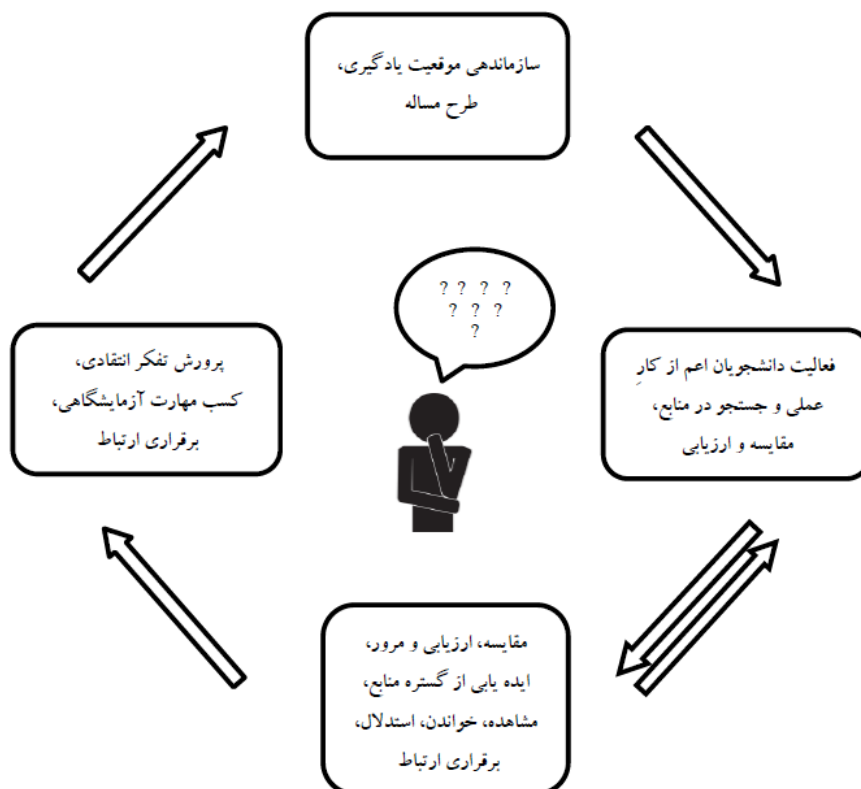 سازماندهی موقعیت یادگیری،
طرح مساله
? ? ? ?
? ? ?
?
فعالیت دانشجویان اعم از کارِ
عملی و جستجو در منابع،
مقایسه و ارزیابی
پرورش تفکر انتقادی،
کسب مهارت آزمایشگاهی،
برقراری ارتباط
مقایسه، ارزیابی و مرور،
ایده یابی از گستره منابع،
مشاهده، خواندن، استدلال،
برقراری ارتباط